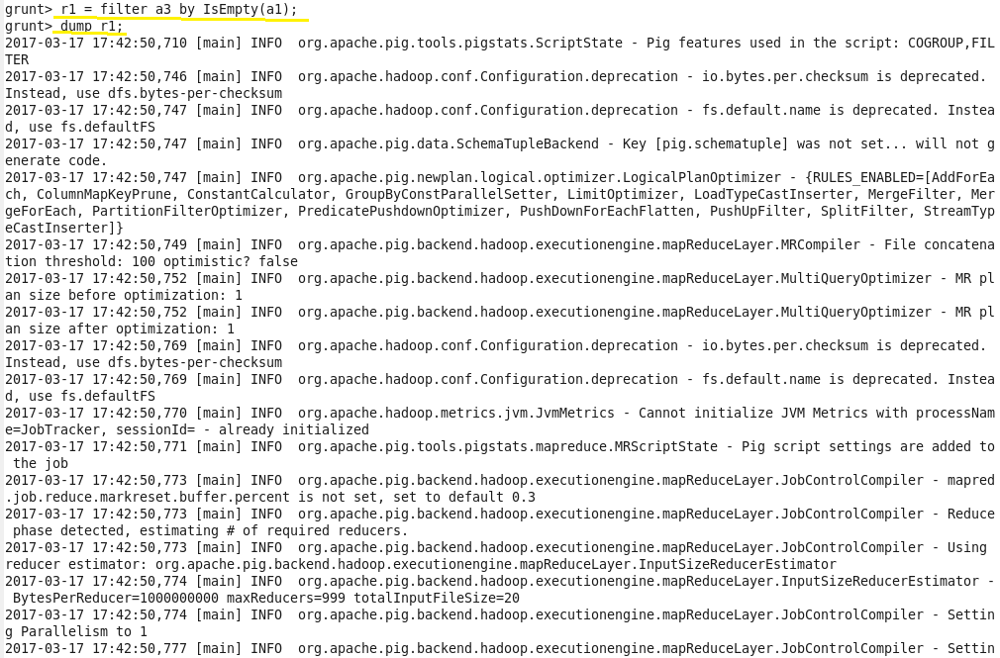 grunt> r1 = filter a3 by IsEmpty(a1);
grunt> dump r1;
2017-03-17 17:42:50,710 [main] INFO  org.apache.pig.tools.pigstats.ScriptState - Pig features used in the script: COGROUP,FIL
TER
2017-03-17 17:42:50,746 [main] INFO  org.apache.hadoop.conf.Configuration.deprecation - io.bytes.per.checksum is deprecated.
Instead, use dfs.bytes-per-checksum
2017-03-17 17:42:50,747 [main] INFO  org.apache.hadoop.conf.Configuration.deprecation - fs.default.name is deprecated. Instea
d, use fs.defaultFS
2017-03-17 17:42:50,747 [main] INFO  org.apache.pig.data.SchemaTupleBackend - Key [pig.schematuple] was not set... will not g
enerate code.
2017-03-17 17:42:50,747 [main] INFO  org.apache.pig.newplan.logical.optimizer.LogicalPlanOptimizer - {RULES_ENABLED=[AddForEa
ch, ColumnMapKeyPrune, ConstantCalculator, GroupByConstParallelSetter, LimitOptimizer, LoadTypeCastInserter, MergeFilter, Mer
geForEach, PartitionFilterOptimizer, PredicatePushdownOptimizer, PushDownForEachFlatten, PushUpFilter, SplitFilter, StreamTyp
eCastInserter]}
2017-03-17 17:42:50,749 [main] INFO  org.apache.pig.backend.hadoop.executionengine.mapReduceLayer.MRCompiler - File concatena
tion threshold: 100 optimistic? false
2017-03-17 17:42:50,752 [main] INFO  org.apache.pig.backend.hadoop.executionengine.mapReduceLayer.MultiQueryOptimizer - MR pl
an size before optimization: 1
2017-03-17 17:42:50,752 [main] INFO  org.apache.pig.backend.hadoop.executionengine.mapReduceLayer.MultiQueryOptimizer - MR pl
an size after optimization: 1
2017-03-17 17:42:50,769 [main] INFO  org.apache.hadoop.conf.Configuration.deprecation - io.bytes.per.checksum is deprecated.
Instead, use dfs.bytes-per-checksum
2017-03-17 17:42:50,769 [main] INFO  org.apache.hadoop.conf.Configuration.deprecation - fs.default.name is deprecated. Instea
d, use fs.defaultFS
2017-03-17 17:42:50,770 [main] INFO  org.apache.hadoop.metrics.jvm.JvmMetrics - Cannot initialize JVM Metrics with processNam
e=JobTracker, sessionId= - already initialized
2017-03-17 17:42:50,771 [main] INFO  org.apache.pig.tools.pigstats.mapreduce.MRScriptState - Pig script settings are added to
 the job
2017-03-17 17:42:50,773 [main] INFO  org.apache.pig.backend.hadoop.executionengine.mapReduceLayer.JobControlCompiler - mapred
.job.reduce.markreset.buffer.percent is not set, set to default 0.3
2017-03-17 17:42:50,773 [main] INFO  org.apache.pig.backend.hadoop.executionengine.mapReduceLayer.JobControlCompiler - Reduce
 phase detected, estimating # of required reducers.
2017-03-17 17:42:50,773 [main] INFO  org.apache.pig.backend.hadoop.executionengine.mapReduceLayer.JobControlCompiler - Using
reducer estimator: org.apache.pig.backend.hadoop.executionengine.mapReduceLayer.InputSizeReducerEstimator
2017-03-17 17:42:50,774 [main] INFO  org.apache.pig.backend.hadoop.executionengine.mapReduceLayer.InputSizeReducerEstimator -
 BytesPerReducer=1000000000 maxReducers=999 totalInputFileSize=20
2017-03-17 17:42:50,774 [main] INFO  org.apache.pig.backend.hadoop.executionengine.mapReduceLayer.JobControlCompiler - Settin
g Parallelism to 1
2017-03-17 17:42:50,777 [main] INFO  org.apache.pig.backend.hadoop.executionengine.mapReduceLayer.JobControlCompiler - Settin